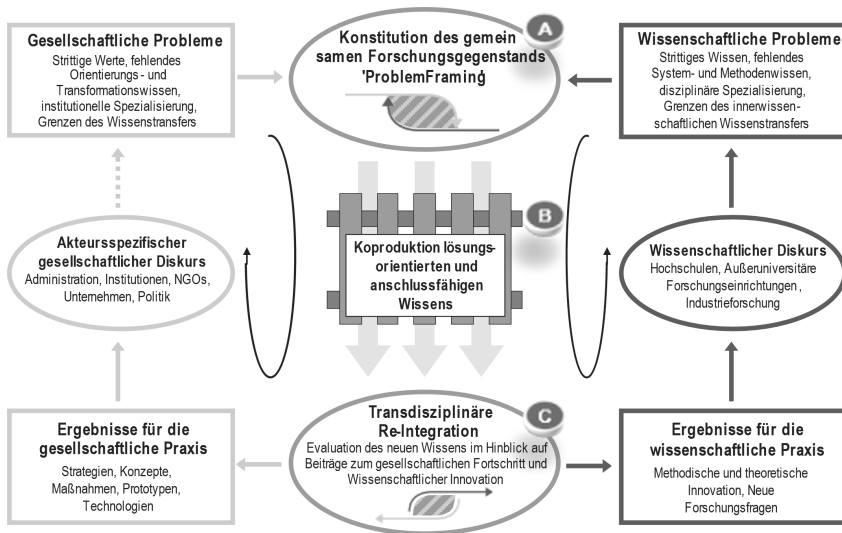 Gesellschaftliche Probleme
Strittige Werte, fehlendes
Orientierungs - und
Transformationswissen,
institutionelle Spezialisierung,
Grenzen des Wissenstransfers
A
Konstitution des gemein
samen Forschungsgegenstands
'ProblemFraming'
Wissenschaftliche Probleme
Strittiges Wissen, fehlendes
System- und Methodenwissen,
disziplinäre Spezialisierung,
Grenzen des innerwissen-
schaftlichen Wissenstransfers
Akteursspezifischer
gesellschaftlicher Diskurs
Administration, Institutionen, NGOs,
Unternehmen, Politik
B
Koproduktion lösungs-
orientierten und
anschlussfähigen
Wissens
Wissenschaftlicher Diskurs
Hochschulen, Außeruniversitäre
Forschungseinrichtungen ,
Industrieforschung
Ergebnisse für die
gesellschaftliche Praxis
Strategien, Konzepte,
Maßnahmen, Prototypen,
Technologien
C
Transdisziplinäre
Re-Integration
Evaluation des neuen Wissens im Hinblick auf
Beiträge zum gesellschaftlichen Fortschritt und
Wissenschaftlicher Innovation
Ergebnisse für die
wissenschaftliche Praxis
Methodische und theoretische
Innovation, Neue
Forschungsfragen